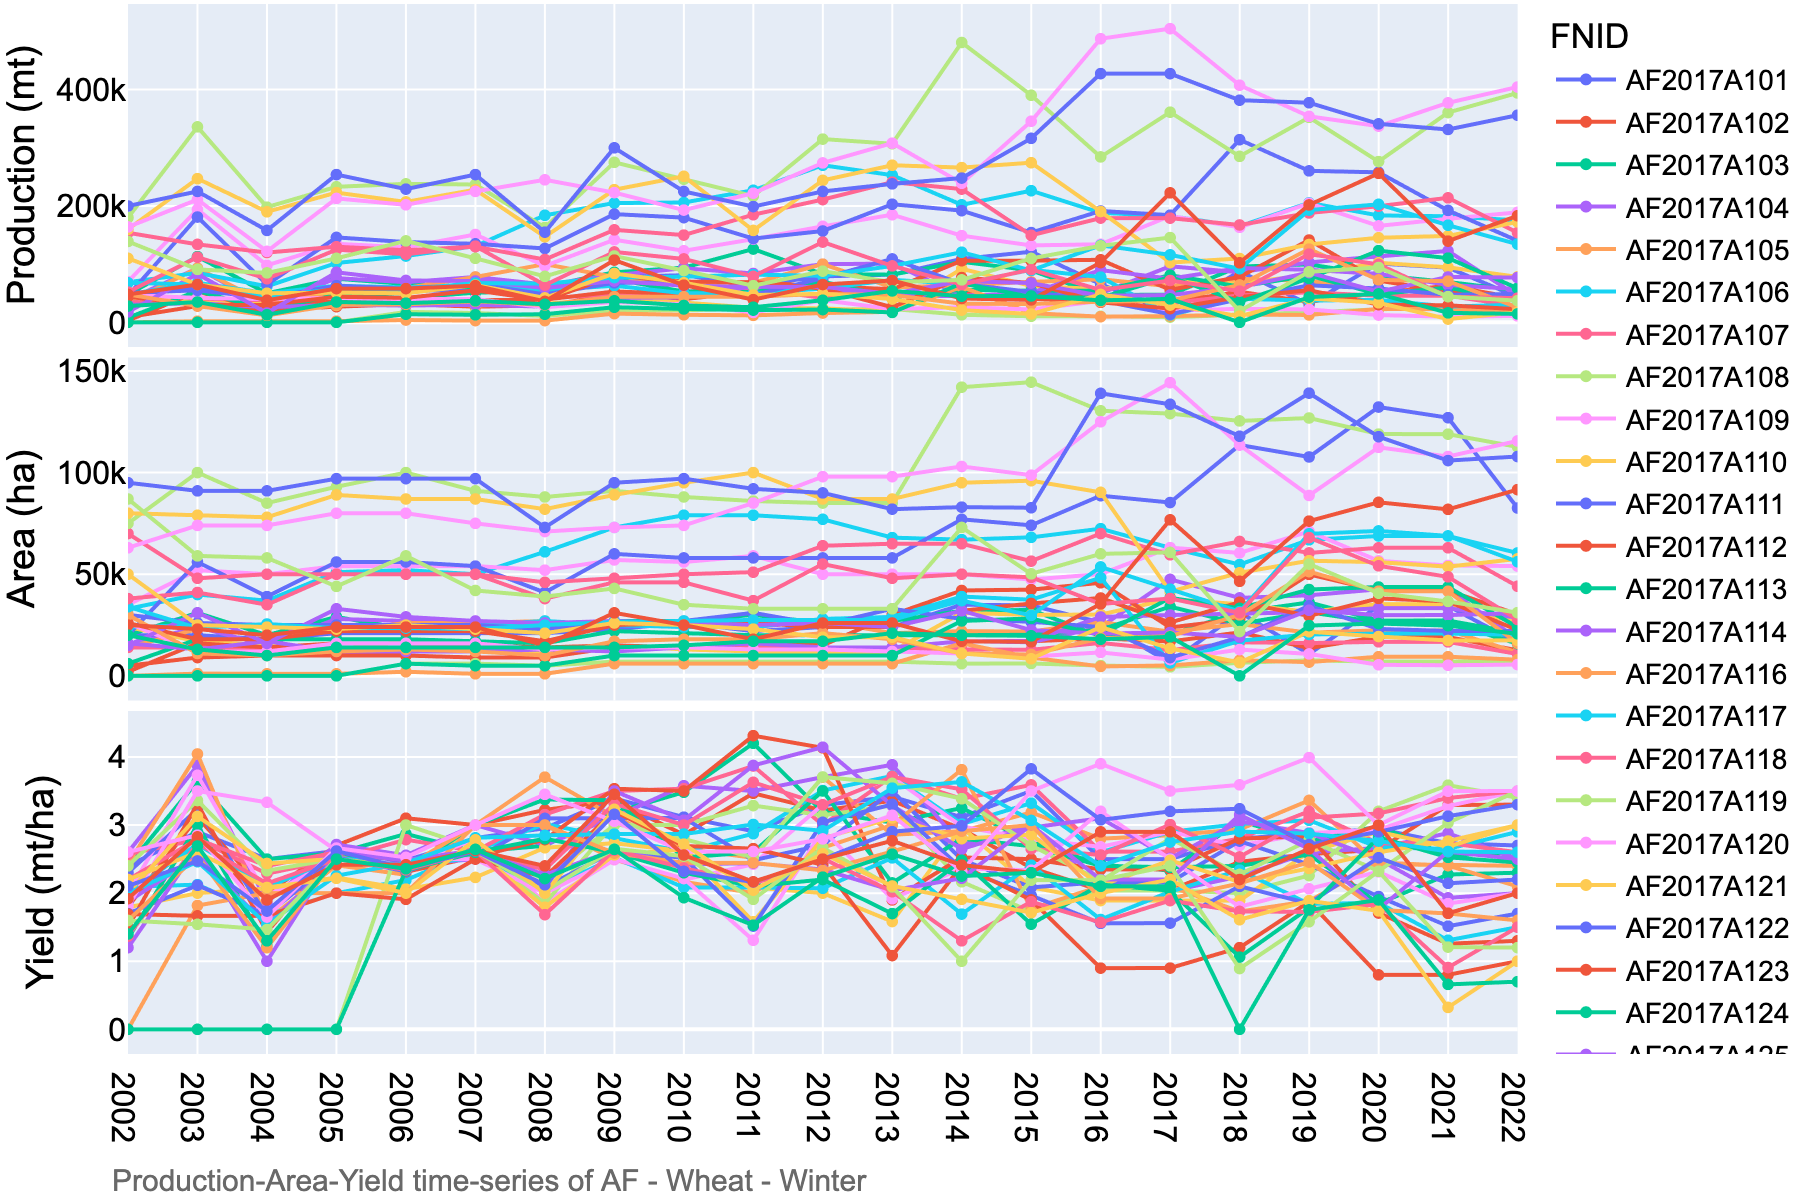 FNID
AF2017A101
AF2017A102
AF2017A103
AF2017A104
AF2017A105
AF2017A106
AF2017A107
AF2017A108
AF2017A109
AF2017A110
AF2017A111
AF2017A112
AF2017A113
AF2017A114
AF2017A116
AF2017A117
AF2017A118
AF2017A119
AF2017A120
AF2017A121
AF2017A122
AF2017A123
AF2017A124
AF2017A125
Production (mt)
400k
200k
0
Area (ha)
150k
100k
50k
0
Yield (mt/ha)
4
3
2
1
0
2002
2003
2004
2005
2006
2007
2008
2009
2010
2011
2012
2013
2014
2015
2016
2017
2018
2019
2020
2021
2022
Production-Area-Yield time-series of AF - Wheat - Winter